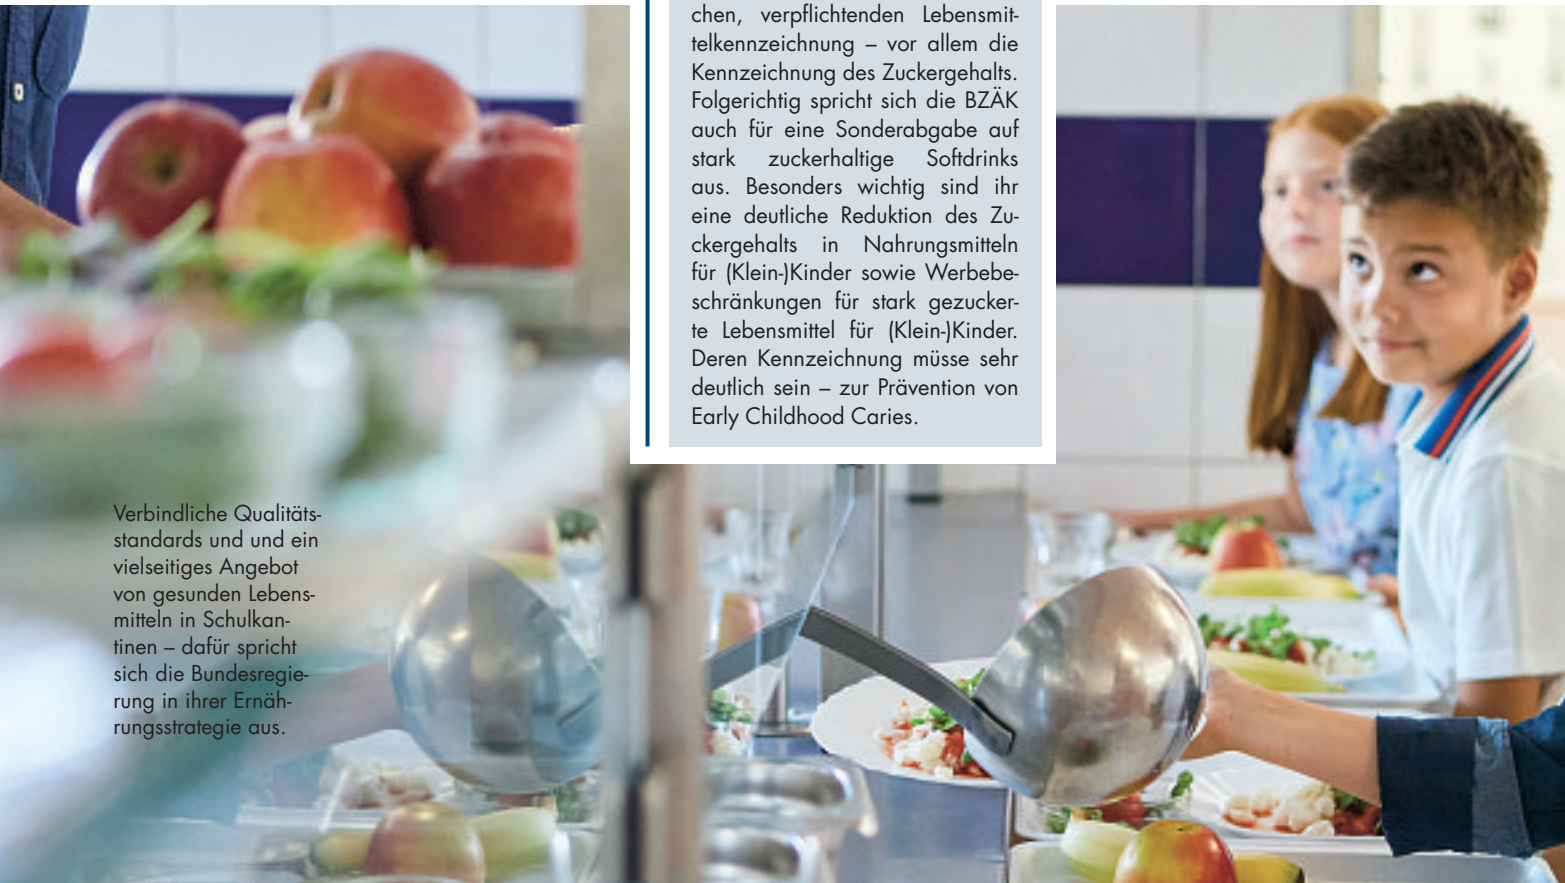 chen, verpflichtenden Lebensmit-
telkennzeichnung – vor allem die
Kennzeichnung des Zuckergehalts.
Folgerichtig spricht sich die BZÄK
auch für eine Sonderabgabe auf
stark zuckerhaltige Softdrinks
aus. Besonders wichtig sind ihr
eine deutliche Reduktion des Zu-
ckergehalts in Nahrungsmitteln
für (Klein-)Kinder sowie Werbebe-
schränkungen für stark gezucker-
te Lebensmittel für (Klein-)Kinder.
Deren Kennzeichnung müsse sehr
deutlich sein – zur Prävention von
Early Childhood Caries.
Verbindliche Qualitäts-
standards und und ein
vielseitiges Angebot
von gesunden Lebens-
mitteln in Schulkan-
tinen – dafür spricht
sich die Bundesregie-
rung in ihrer Ernäh-
rungsstrategie aus.